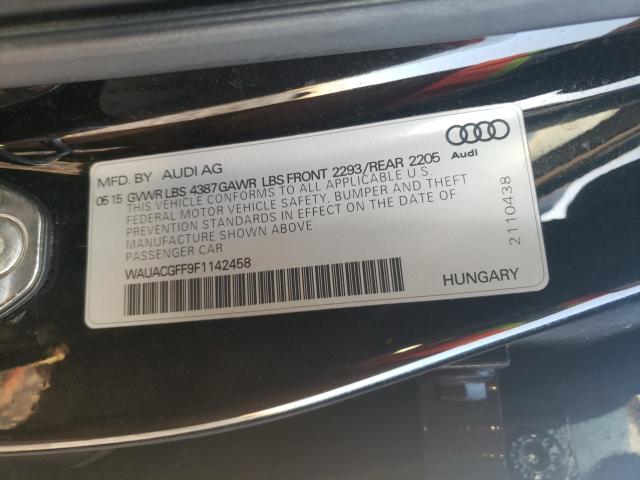 MFD. BY AUDI AG
05 15 GVWR LBS 4387 GAWR LBS FRONT 2293/REAR 2205
THIS VEHICLE CONFORMS TO ALL APPLICABLE U.S.
FEDERAL MOTOR VEHICLE SAFETY, BUMPER AND THEFT
PREVENTION STANDARDS IN EFFECT ON THE DATE OF
MANUFACTURE SHOWN ABOVE
PASSENGER CAR
WAUACGFF9F1142458
HUNGARY
Audi
2110438